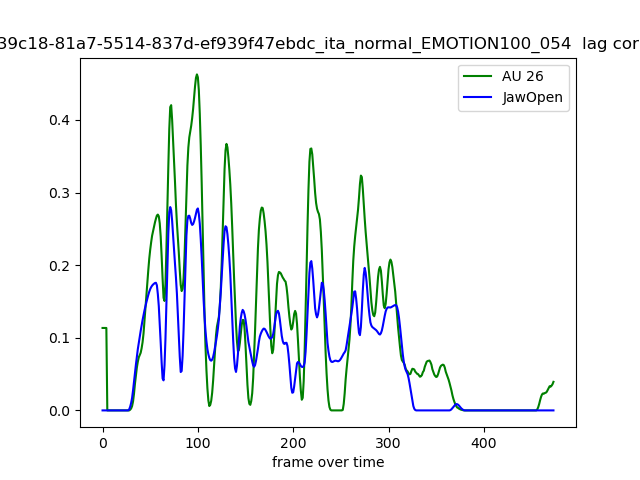 39c18-81a7-5514-837d-ef939f47ebdc_ita_normal_EMOTION100_054 lag cor
AU 26
JawOpen
0.4
0.3
0.2
0.1
0.0
0 100 200 300 400
frame over time